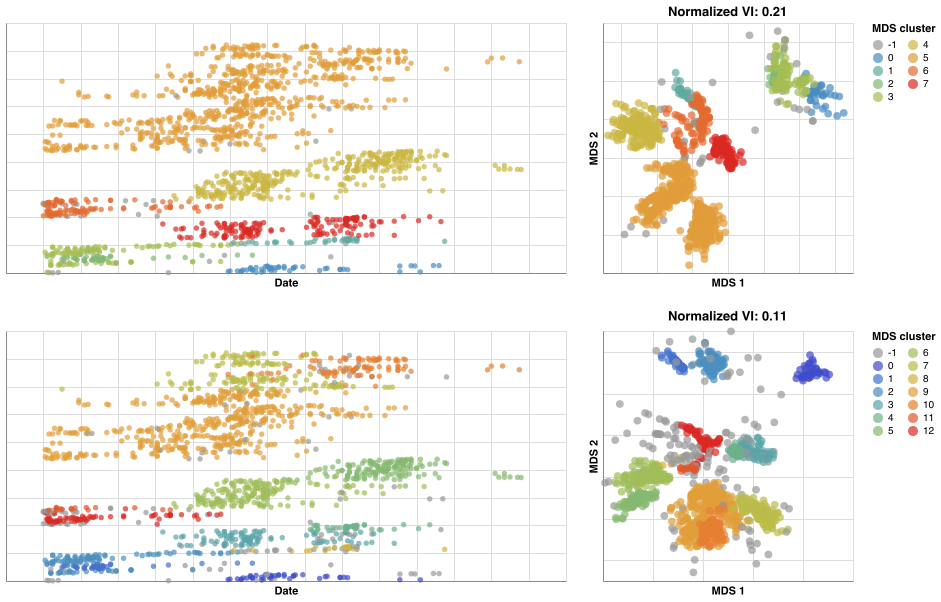 Normalized VI: 0.21
MDS cluster
-1 4
0 5
1 6
2 7
3
MDS 2
Date
MDS 1
Normalized VI: 0.11
MDS cluster
-1 6
0 7
1 8
2 9
3 10
4 11
5 12
MDS 2
Date
MDS 1